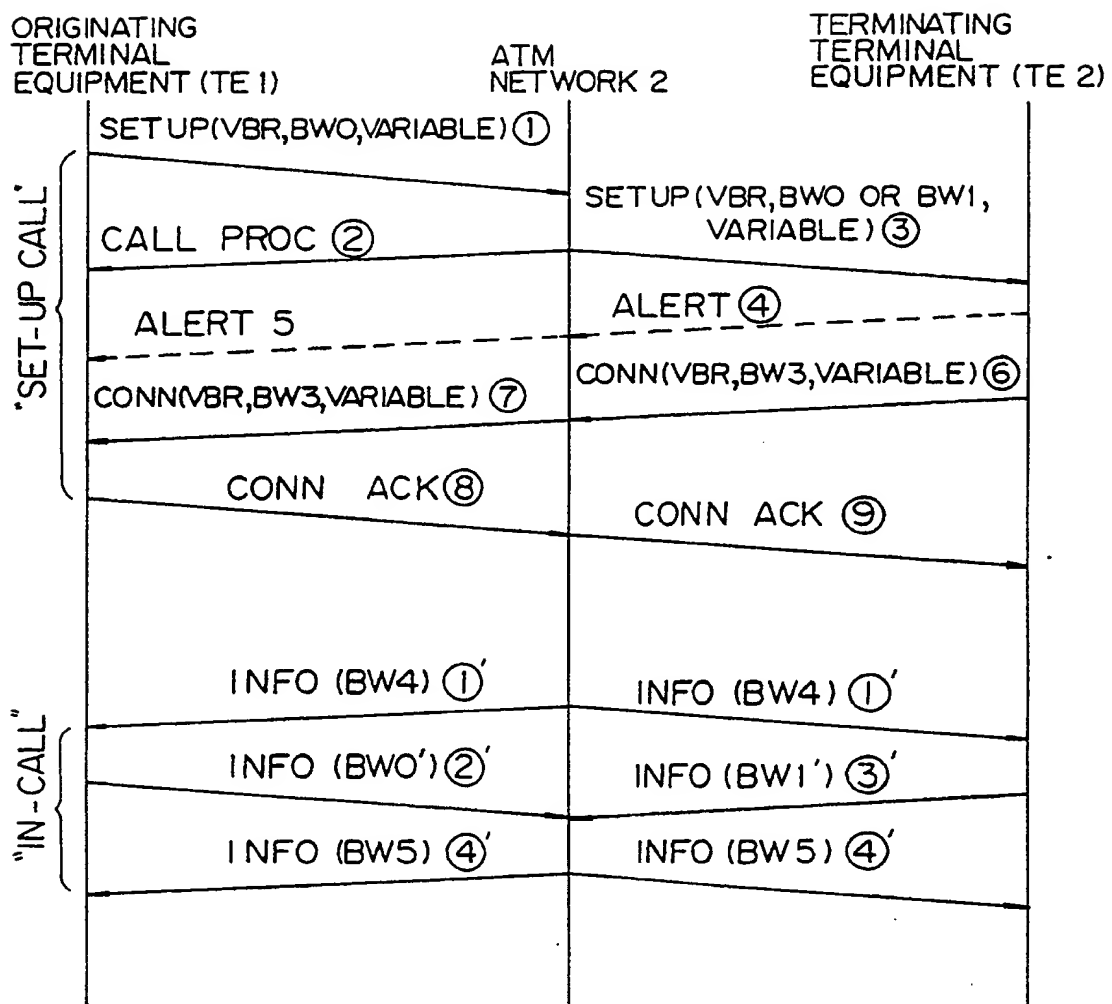 ORIGINATING
TERMINAL
EQUIPMENT (TE 1)
ATM
NETWORK 2
TERMINATING
TERMINAL
EQUIPMENT (TE 2)
SETUP(VBR,BWO,VARIABLE) ①
SETUP(VBR,BWO OR BW1,
VARIABLE) ③
CALL PROC ②
ALERT ④
ALERT 5
CONN(VBR,BW3,VARIABLE) ⑥
CONN(VBR,BW3,VARIABLE) ⑦
CONN ACK ⑧
CONN ACK ⑨
"SET-UP CALL"
INFO (BW4) ①'
INFO (BW4) ①'
INFO (BWO') ②'
INFO (BW1') ③'
INFO (BW5) ④'
INFO (BW5) ④'
"IN-CALL"